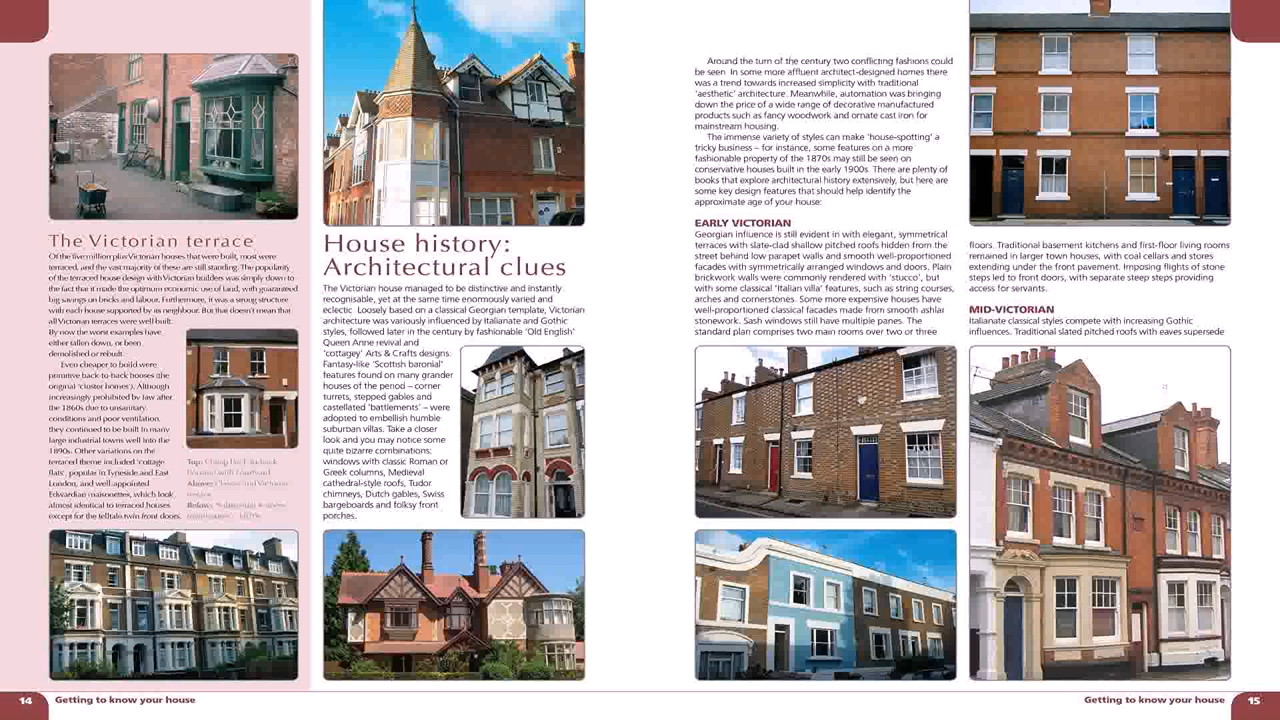 The Victorian terrace
Of the five million plus Victorian houses that were built, most were
terraced, and the vast majority of these are still standing. The popularity
of the terraced house design with Victorian builders was simply down to
the fact that it made the optimum economic use of land, with guaranteed
big savings on bricks and labour. Furthermore, it was a strong structure
with each house supported by its neighbour. But that doesn't mean that
all Victorian terraces were well built.
By now the worst examples have
either fallen down, or been
demolished or rebuilt.
Even cheaper to build were
primitive back-to-back houses (the
original 'cluster homes'). Although
increasingly prohibited by law after
the 1860s due to unsanitary
conditions and poor ventilation,
they continued to be built in many
large industrial towns well into the
1890s. Other variations on the
terraced theme included 'cottage
flats', popular in Tyneside and East
London, and well-appointed
Edwardian maisonettes, which look
almost identical to terraced houses
except for the telltale twin front doors.
Top:
Above: Classic mid-Victorian
terrace
Below:
House history:
Architectural clues
The Victorian house managed to be distinctive and instantly
recognisable, yet at the same time enormously varied and
eclectic. Loosely based on a classical Georgian template, Victorian
architecture was variously influenced by Italianate and Gothic
styles, followed later in the century by fashionable 'Old English'
Queen Anne revival and
'cottagey' Arts & Crafts designs.
Fantasy-like 'Scottish baronial'
features found on many grander
houses of the period – corner
turrets, stepped gables and
castellated 'battlements' – were
adopted to embellish humble
suburban villas. Take a closer
look and you may notice some
quite bizarre combinations:
windows with classic Roman or
Greek columns, Medieval
cathedral-style roofs, Tudor
chimneys, Dutch gables, Swiss
bargeboards and folksy front
porches.
14 Getting to know your house
Around the turn of the century two conflicting fashions could
be seen. In some more affluent architect-designed homes there
was a trend towards increased simplicity with traditional
'aesthetic' architecture. Meanwhile, automation was bringing
down the price of a wide range of decorative manufactured
products such as fancy woodwork and ornate cast iron for
mainstream housing.
The immense variety of styles can make 'house-spotting' a
tricky business – for instance, some features on a more
fashionable property of the 1870s may still be seen on
conservative houses built in the early 1900s. There are plenty of
books that explore architectural history extensively, but here are
some key design features that should help identify the
approximate age of your house:
EARLY VICTORIAN
Georgian influence is still evident in with elegant, symmetrical
terraces with slate-clad shallow pitched roofs hidden from the
street behind low parapet walls and smooth well-proportioned
facades with symmetrically arranged windows and doors. Plain
brickwork walls were commonly rendered with 'stucco', but
with some classical 'Italian villa' features, such as string courses,
arches and cornerstones. Some more expensive houses have
well-proportioned classical facades made from smooth ashlar
stonework. Sash windows still have multiple panes. The
standard plan comprises two main rooms over two or three
floors. Traditional basement kitchens and first-floor living rooms
remained in larger town houses, with coal cellars and stores
extending under the front pavement. Imposing flights of stone
steps led to front doors, with separate steep steps providing
access for servants.
MID-VICTORIAN
Italianate classical styles compete with increasing Gothic
influences. Traditional slated pitched roofs with eaves supersede
Getting to know your house 15